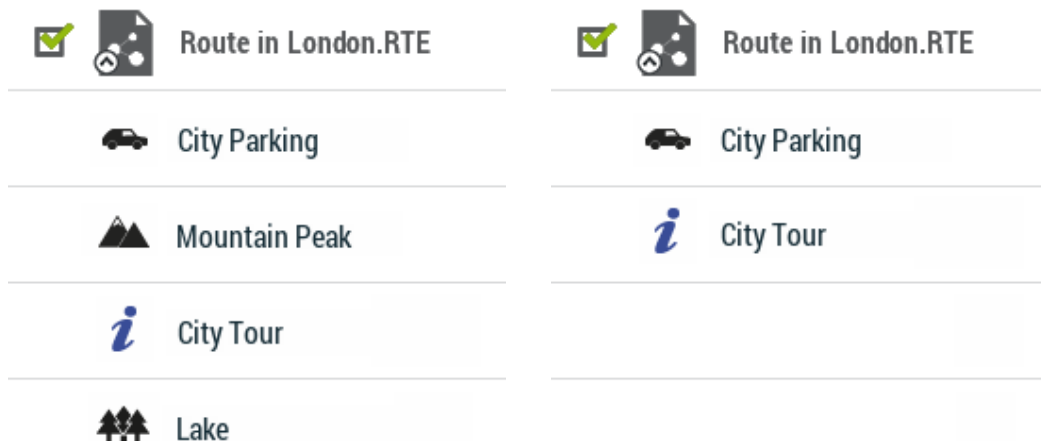 Route in London.RTE
City Parking
Mountain Peak
City Tour
Lake
Route in London.RTE
City Parking
City Tour